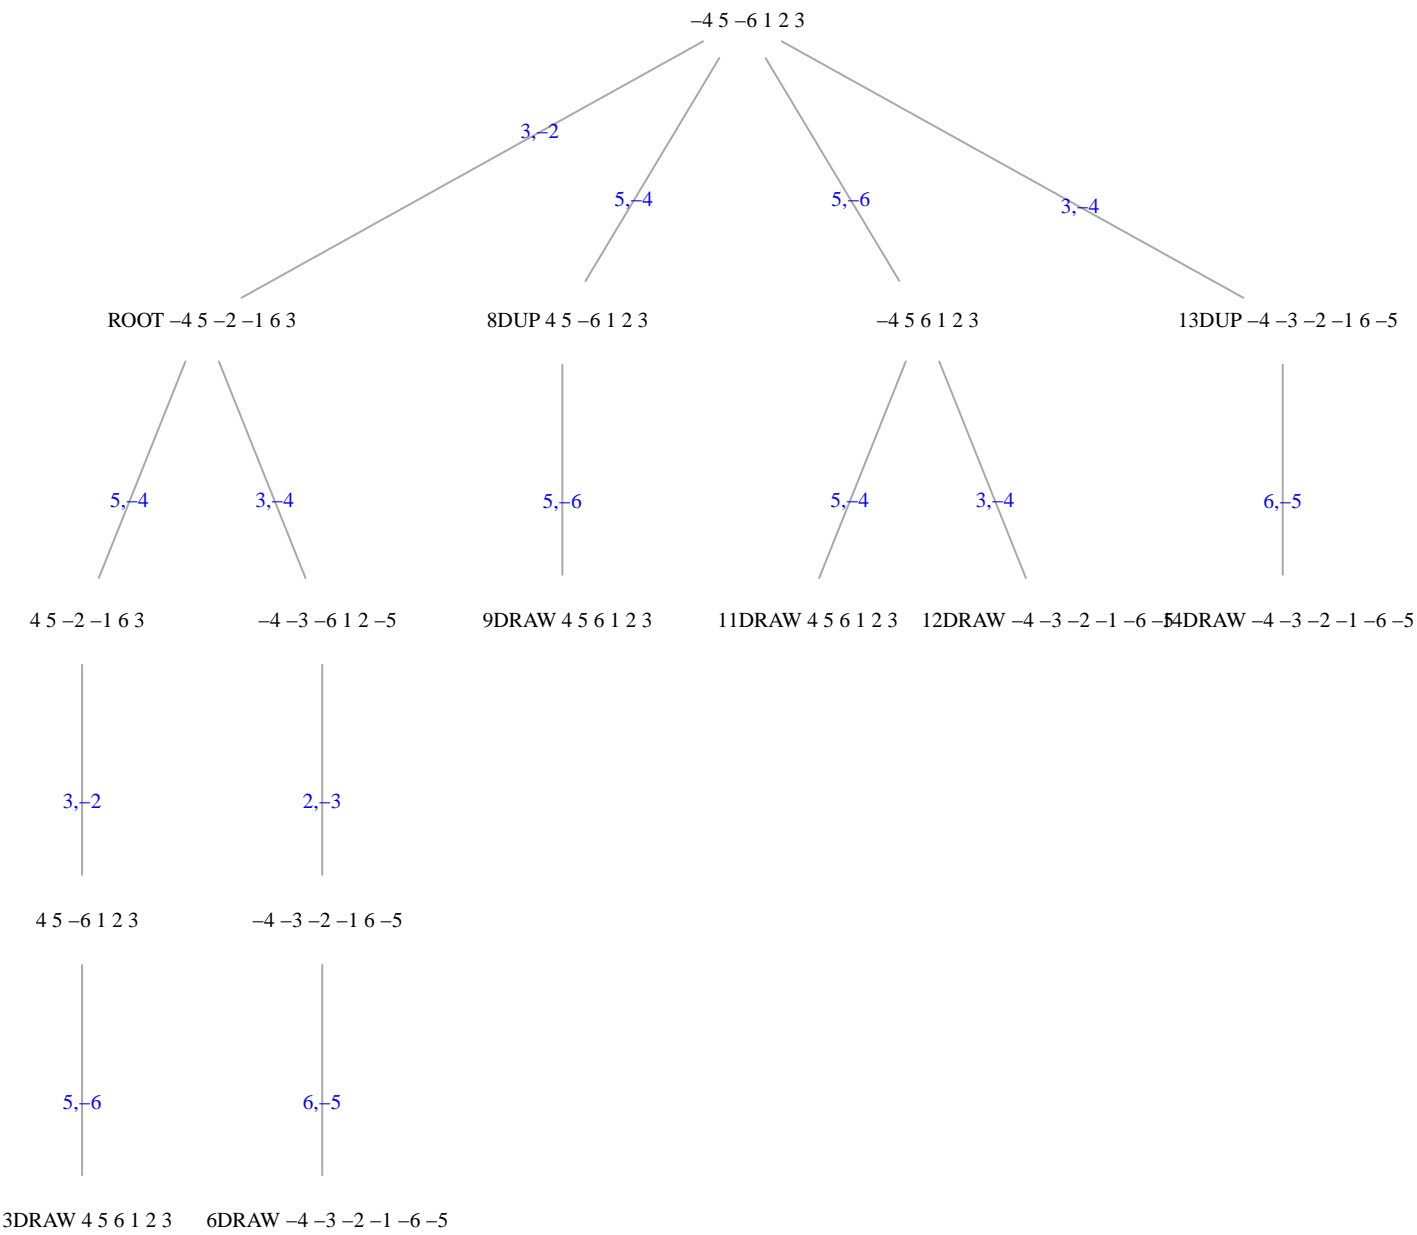 –4 5 –6 1 2 3
3,–2
5,–4
5,–6
3,–4
ROOT –4 5 –2 –1 6 3
8DUP 4 5 –6 1 2 3
–4 5 6 1 2 3
13DUP –4 –3 –2 –1 6 –5
5,–4
3,–4
5,–6
5,–4
3,–4
6,–5
4 5 –2 –1 6 3
–4 –3 –6 1 2 –5
9DRAW 4 5 6 1 2 3
11DRAW 4 5 6 1 2 3
12DRAW –4 –3 –2 –1 –6 –5
14DRAW –4 –3 –2 –1 –6 –5
3,–2
2,–3
4 5 –6 1 2 3
–4 –3 –2 –1 6 –5
5,–6
6,–5
3DRAW 4 5 6 1 2 3
6DRAW –4 –3 –2 –1 –6 –5